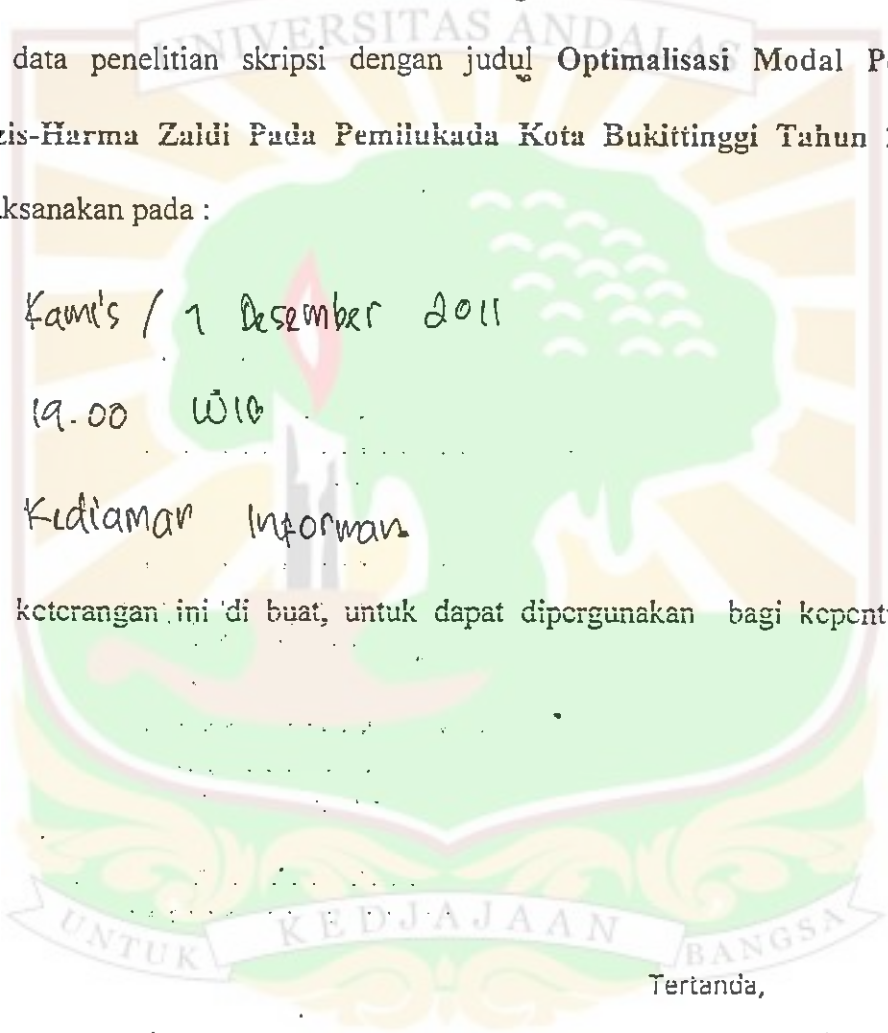 UNIVERSITAS ANDALAS
data penelitian skripsi dengan judul Optimalisasi Modal P
zis-Harma Zaldi Pada Pemilukada Kota Bukittinggi Tahun
aksanakan pada :
Kamis / 1 Desember 2011
19.00 WIB
Kediaman Informan
keterangan ini di buat, untuk dapat dipergunakan bagi kepent
UNTUK KEDJAJAAN BANGSA
Tertanda,